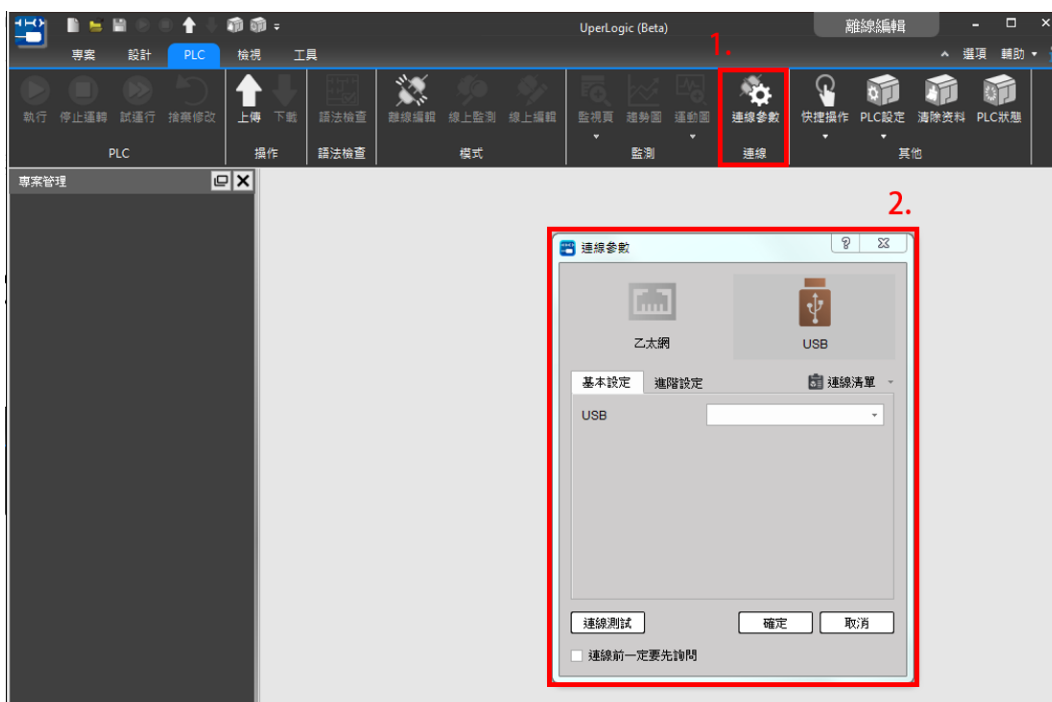 UperLogic (Beta)
離線編輯
1.
專案 設計 PLC 檢視 工具
選項 輔助
執行 停止運轉 試運行 捨棄修改 上傳 下載 語法檢查 離線編輯 線上監測 線上編輯 監視頁 趨勢圖 運動圖 連線參數 快捷操作 PLC設定 清除资料 PLC狀態
PLC 操作 語法檢查 模式 監測 連線 其他
專案管理
2.
連線參數
乙太網 USB
基本設定 進階設定 連線清單
USB
連線測試 確定 取消
連線前一定要先詢問